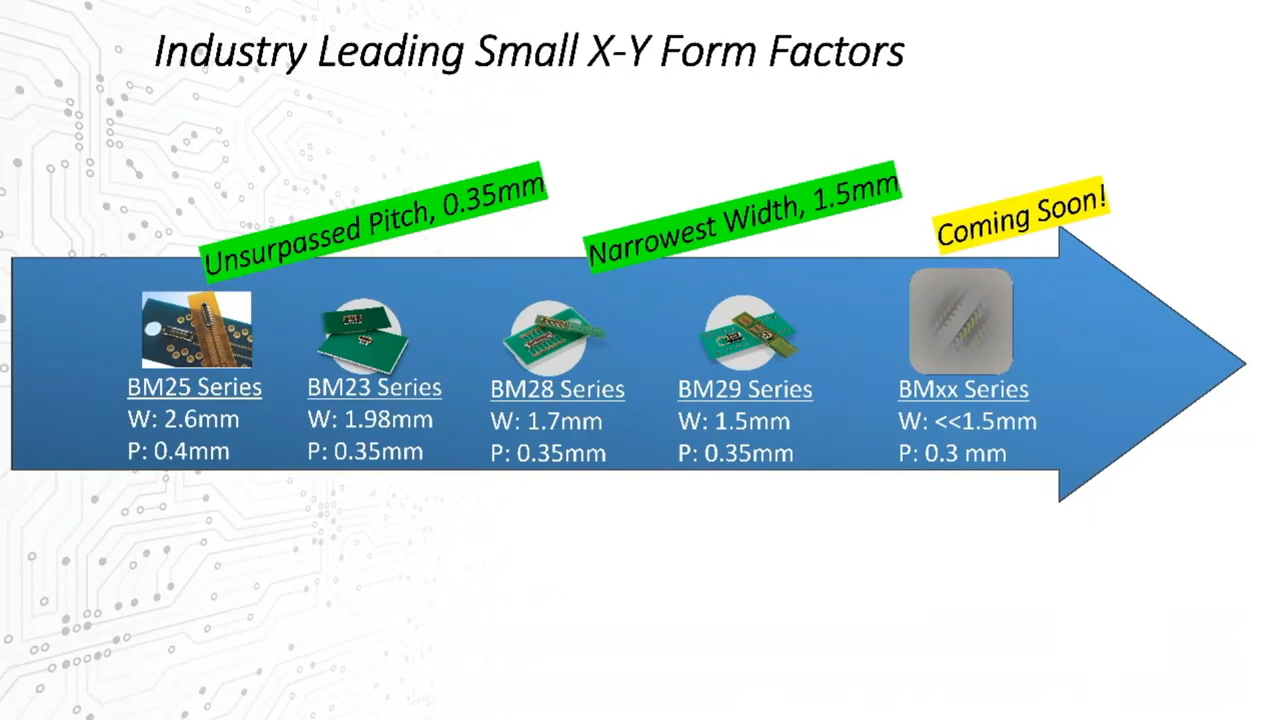 Industry Leading Small X-Y Form Factors
Unsurpassed Pitch, 0.35mm
Narrowest Width, 1.5mm
Coming Soon!
BM25 Series
W: 2.6mm
P: 0.4mm
BM23 Series
W: 1.98mm
P: 0.35mm
BM28 Series
W: 1.7mm
P: 0.35mm
BM29 Series
W: 1.5mm
P: 0.35mm
BMxx Series
W: <<1.5mm
P: 0.3 mm